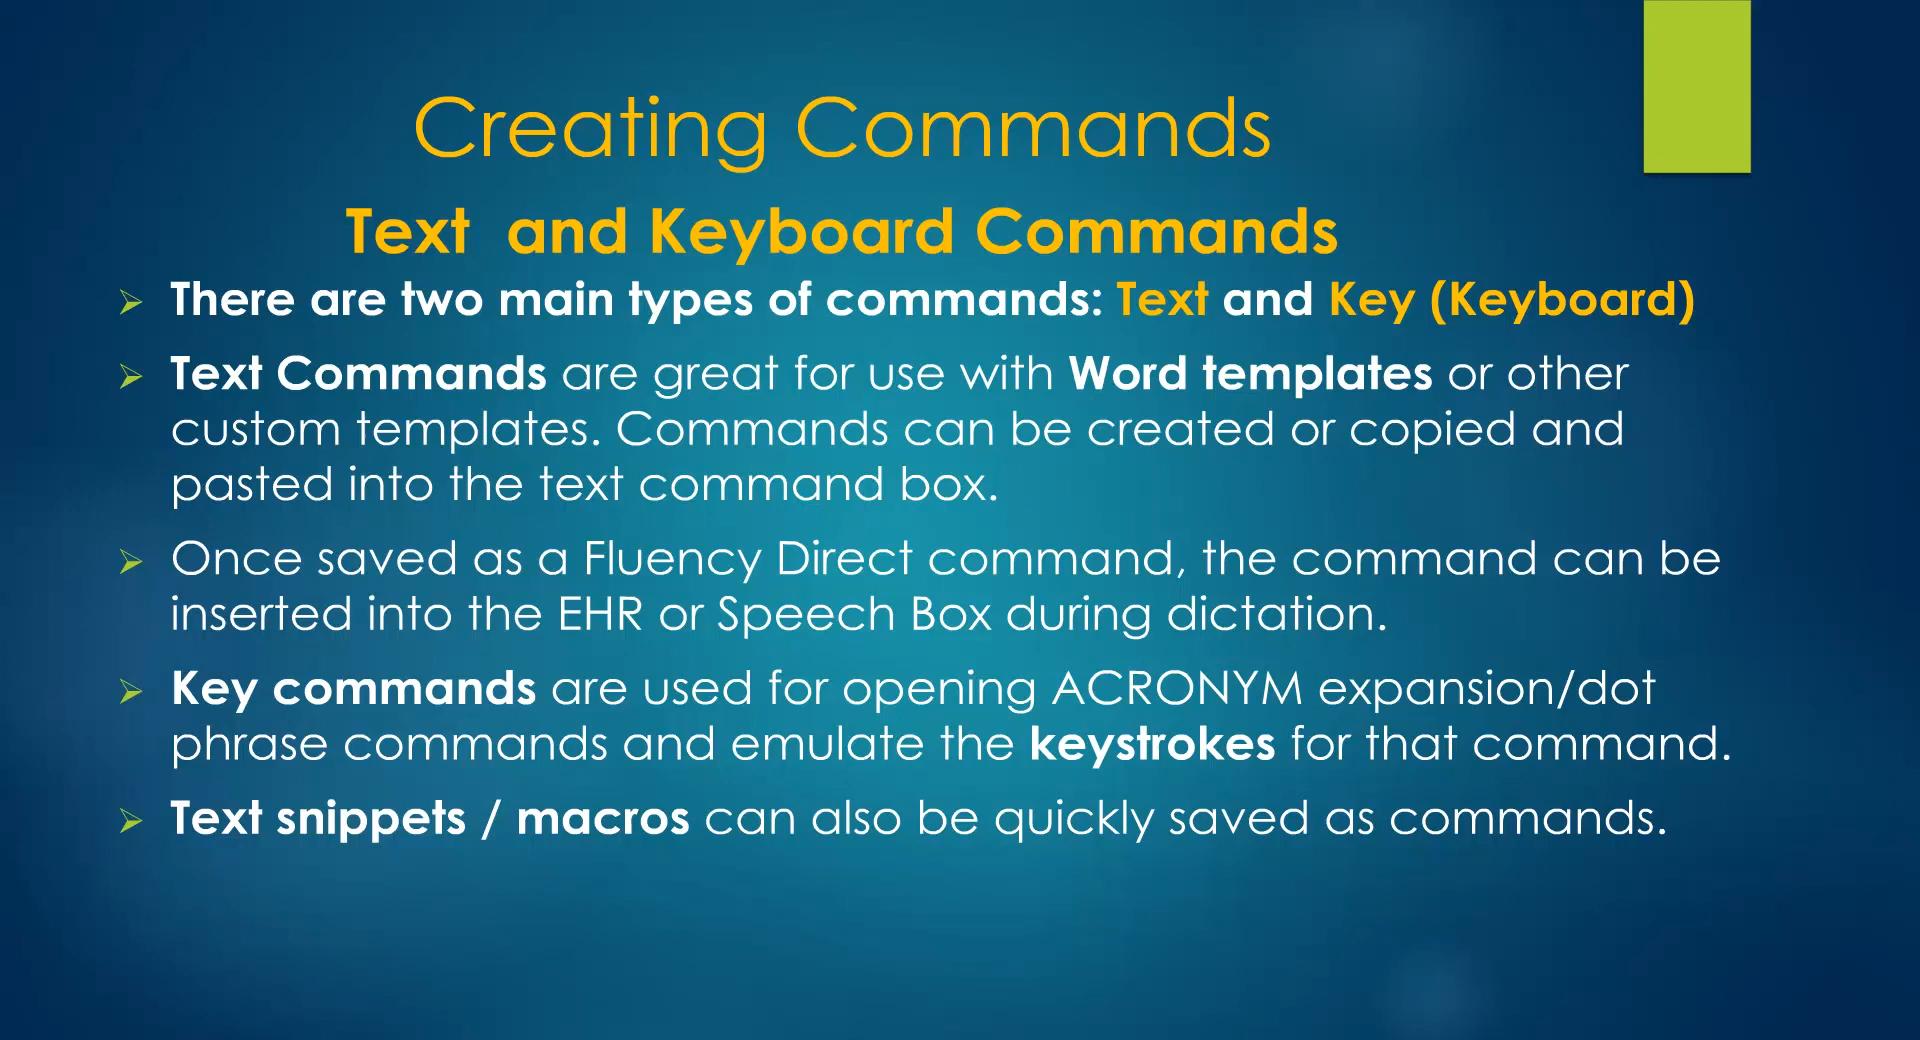 Creating Commands
Text and Keyboard Commands
There are two main types of commands: Text and Key (Keyboard)
Text Commands are great for use with Word templates or other
custom templates. Commands can be created or copied and
pasted into the text command box.
Once saved as a Fluency Direct command, the command can be
inserted into the EHR or Speech Box during dictation.
Key commands are used for opening ACRONYM expansion/dot
phrase commands and emulate the keystrokes for that command.
Text snippets / macros can also be quickly saved as commands.